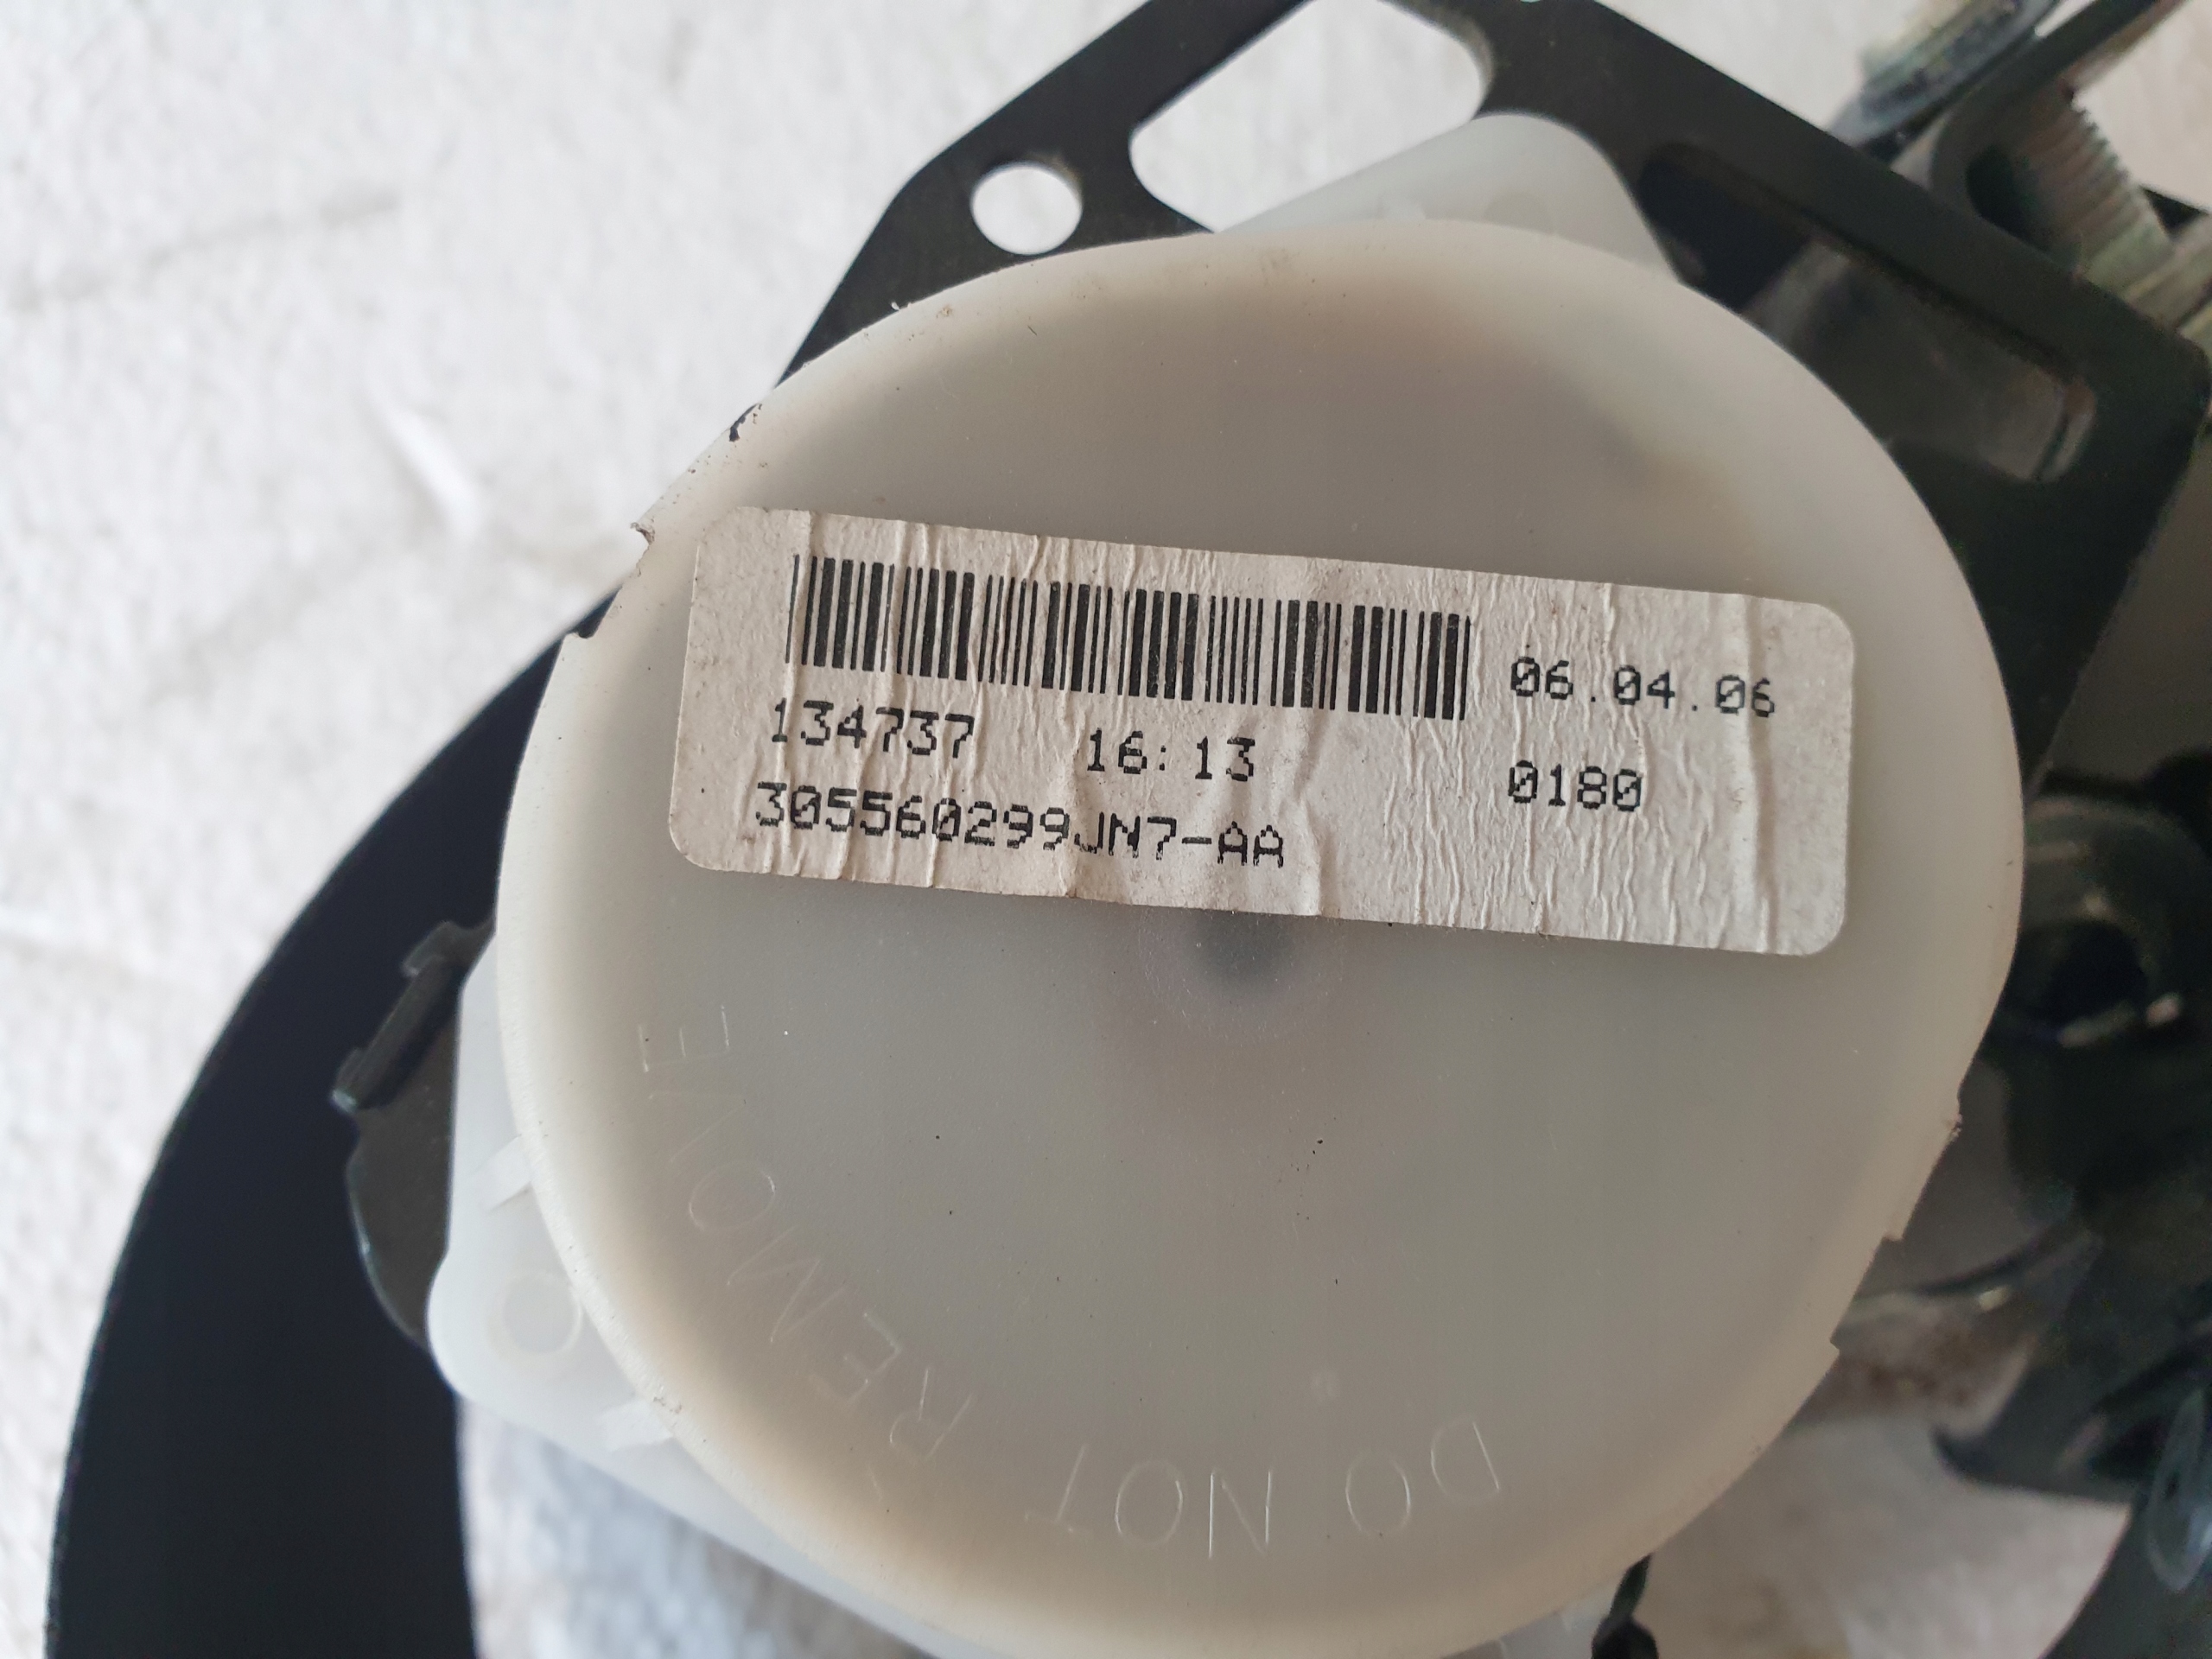 06.04.06
134737 16:13 0180
305560299JN7-AA
DO NOT REMOVE